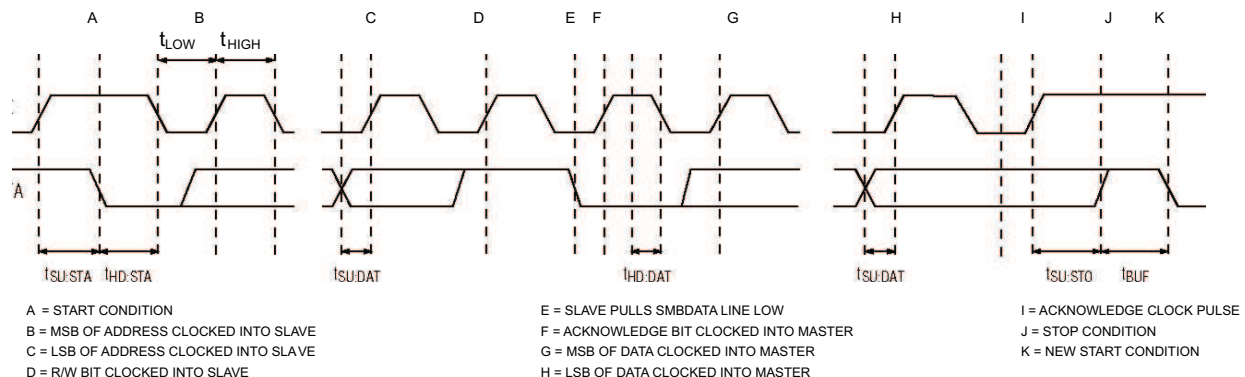 A B C D E F G H I J K
tLOW tHIGH
A
tSU:STA tHD:STA tSU:DAT tHD:DAT tSU:DAT tSU:STO tBUF
A = START CONDITION
B = MSB OF ADDRESS CLOCKED INTO SLAVE
C = LSB OF ADDRESS CLOCKED INTO SLAVE
D = R/W BIT CLOCKED INTO SLAVE
E = SLAVE PULLS SMBDATA LINE LOW
F = ACKNOWLEDGE BIT CLOCKED INTO MASTER
G = MSB OF DATA CLOCKED INTO MASTER
H = LSB OF DATA CLOCKED INTO MASTER
I = ACKNOWLEDGE CLOCK PULSE
J = STOP CONDITION
K = NEW START CONDITION